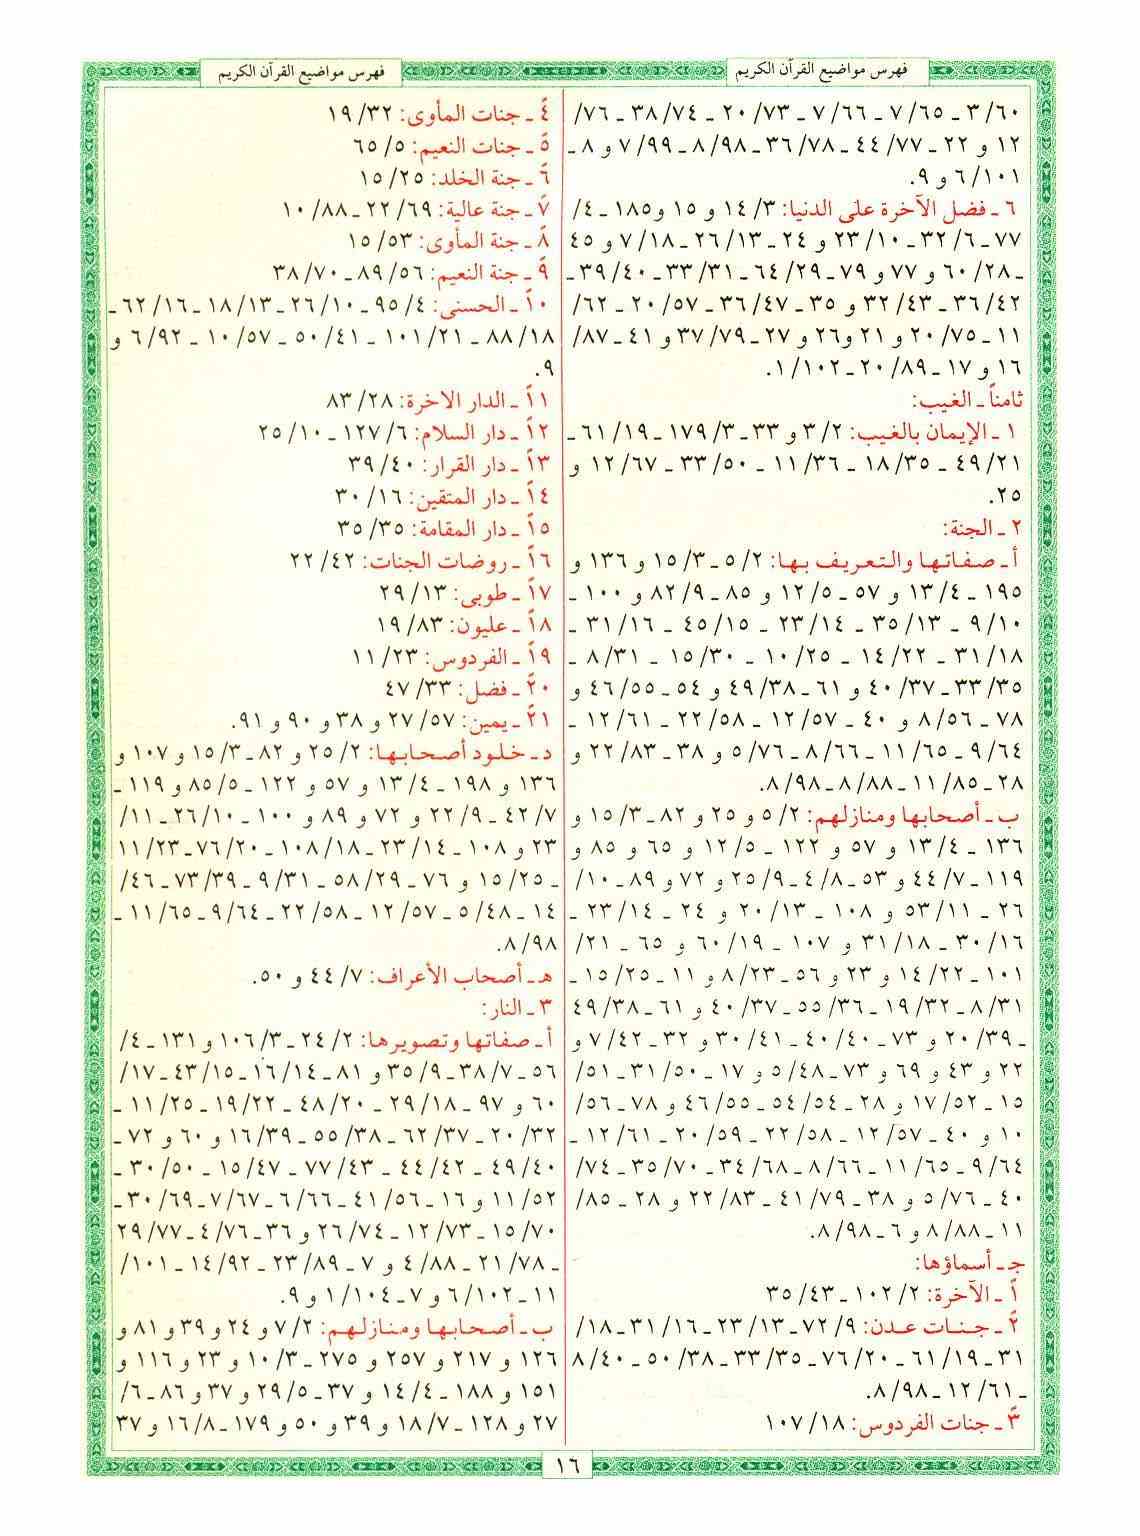 فهرس مواضيع القرآن الكريم
فهرس مواضيع القرآن الكريم
٦٠/ ٣ ـ ٦٥/ ٧ ـ ٦٦/ ٧ ـ ٧٣/ ٢٠ ـ ٧٤/ ٣٨ ـ ٧٦/
١٢ و ٢٢ ـ ٧٧/ ٤٤ ـ ٧٨/ ٣٦ ـ ٩٨/ ٨ ـ ٩٩/ ٧ و ٨ ـ
١٠١/ ٦ و ٩.
٦ ـ فضل الآخرة على الدنيا: ٣/ ١٤ و ١٥ و ١٨٥ ـ ٤/
٧٧ ـ ٦/ ٣٢ ـ ١٠/ ٢٣ و ٢٤ ـ ١٣/ ٢٦ ـ ١٨/ ٧ و ٤٥
ـ ٢٨/ ٦٠ و ٧٧ و ٧٩ ـ ٢٩/ ٦٤ ـ ٣١/ ٣٣ ـ ٤٠/ ٣٩ ـ
٤٢/ ٣٦ ـ ٤٣/ ٣٢ و ٣٥ ـ ٤٧/ ٣٦ ـ ٥٧/ ٢٠ ـ ٦٢/
١١ ـ ٧٥/ ٢٠ و ٢١ و ٢٦ و ٢٧ ـ ٧٩/ ٣٧ و ٤١ ـ ٨٧/
١٦ و ١٧ ـ ٨٩/ ٢٠ ـ ١٠٢/ ١.
ثامناً ـ الغيب:
١ ـ الإيمان بالغيب: ٢/ ٣ و ٣٣ ـ ٣/ ١٧٩ ـ ١٩/ ٦١ ـ
٢١/ ٤٩ ـ ٣٥/ ١٨ ـ ٣٦/ ١١ ـ ٥٠/ ٣٣ ـ ٦٧/ ١٢ و
٢٥.
٢ ـ الجنة:
أ ـ صفاتها والتعريف بها: ٢/ ٥ ـ ٣/ ١٥ و ١٣٦ و
١٩٥ ـ ٤/ ١٣ و ٥٧ ـ ٥/ ١٢ و ٨٥ ـ ٩/ ٨٢ و ١٠٠ ـ
١٠/ ٩ ـ ١٣/ ٣٥ ـ ١٤/ ٢٣ ـ ١٥/ ٤٥ ـ ١٦/ ٣١ ـ
١٨/ ٣١ ـ ٢٢/ ١٤ ـ ٢٥/ ١٠ ـ ٣٠/ ١٥ ـ ٣١/ ٨ ـ
٣٥/ ٣٣ ـ ٣٧/ ٤٠ و ٦١ ـ ٣٨/ ٤٩ و ٥٤ ـ ٥٥/ ٤٦ و
٧٨ ـ ٥٦/ ٨ و ٤٠ ـ ٥٧/ ١٢ ـ ٥٨/ ٢٢ ـ ٦١/ ١٢ ـ
٦٤/ ٩ ـ ٦٥/ ١١ ـ ٦٦/ ٨ ـ ٧٦/ ٥ و ٣٨ ـ ٨٣/ ٢٢ و
٢٨ ـ ٨٥/ ١١ ـ ٨٨/ ٨ ـ ٩٨/ ٨.
ب ـ أصحابها ومنازلهم: ٢/ ٥ و ٢٥ و ٨٢ ـ ٣/ ١٥ و
١٣٦ ـ ٤/ ١٣ و ٥٧ و ١٢٢ ـ ٥/ ١٢ و ٦٥ و ٨٥ و
١١٩ ـ ٧/ ٤٤ و ٥٣ ـ ٨/ ٤ ـ ٩/ ٢٥ و ٧٢ و ٨٩ ـ ١٠/
٢٦ ـ ١١/ ٥٣ و ١٠٨ ـ ١٣/ ٢٠ و ٢٤ ـ ١٤/ ٢٣ ـ
١٦/ ٣٠ ـ ١٨/ ٣١ و ١٠٧ ـ ١٩/ ٦٠ و ٦٥ ـ ٢١/
١٠١ ـ ٢٢/ ١٤ و ٢٣ و ٥٦ ـ ٢٣/ ٨ و ١١ ـ ٢٥/ ١٥ ـ
٣١/ ٨ ـ ٣٢/ ١٩ ـ ٣٦/ ٥٥ ـ ٣٧/ ٤٠ و ٦١ ـ ٣٨/ ٤٩
ـ ٣٩/ ٢٠ و ٧٣ ـ ٤٠/ ٤٠ ـ ٤١/ ٣٠ و ٣٢ ـ ٤٢/ ٧ و
٢٢ و ٤٣ و ٦٩ و ٧٣ ـ ٤٨/ ٥ و ١٧ ـ ٥٠/ ٣١ ـ ٥١/
١٥ ـ ٥٢/ ١٧ و ٢٨ ـ ٥٤/ ٥٤ ـ ٥٥/ ٤٦ و ٧٨ ـ ٥٦/
١٠ و ٤٠ ـ ٥٧/ ١٢ ـ ٥٨/ ٢٢ ـ ٥٩/ ٢٠ ـ ٦١/ ١٢ ـ
٦٤/ ٩ ـ ٦٥/ ١١ ـ ٦٦/ ٨ ـ ٦٨/ ٣٤ ـ ٧٠/ ٣٥ ـ ٧٤/
٤٠ ـ ٧٦/ ٥ و ٣٨ ـ ٧٩/ ٤١ ـ ٨٣/ ٢٢ و ٢٨ ـ ٨٥/
١١ ـ ٨٨/ ٨ و ٦ ـ ٩٨/ ٨.
جـ ـ أسماؤها:
١ً ـ الآخرة: ٢/ ١٠٢ ـ ٤٣/ ٣٥
٢ً ـ جنات عدن: ٩/ ٧٢ ـ ١٣/ ٢٣ ـ ١٦/ ٣١ ـ ١٨/
٣١ ـ ١٩/ ٦١ ـ ٢٠/ ٧٦ ـ ٣٥/ ٣٣ ـ ٣٨/ ٥٠ ـ ٤٠/ ٨
ـ ٦١/ ١٢ ـ ٩٨/ ٨.
٣ً ـ جنات الفردوس: ١٨/ ١٠٧
٤ً ـ جنات المأوى: ٣٢/ ١٩
٥ً ـ جنات النعيم: ٥/ ٦٥
٦ً ـ جنة الخلد: ٢٥/ ١٥
٧ً ـ جنة عالية: ٦٩/ ٢٢ ـ ٨٨/ ١٠
٨ً ـ جنة المأوى: ٥٣/ ١٥
٩ً ـ جنة النعيم: ٥٦/ ٨٩ ـ ٧٠/ ٣٨
١٠ً ـ الحسنى: ٤/ ٩٥ ـ ١٠/ ٢٦ ـ ١٣/ ١٨ ـ ١٦/ ٦٢ ـ
١٨/ ٨٨ ـ ٢١/ ١٠١ ـ ٤١/ ٥٠ ـ ٥٧/ ١٠ ـ ٩٢/ ٦ و
٩.
١١ً ـ الدار الاخرة: ٢٨/ ٨٣
١٢ً ـ دار السلام: ٦/ ١٢٧ ـ ١٠/ ٢٥
١٣ً ـ دار القرار: ٤٠/ ٣٩
١٤ً ـ دار المتقين: ١٦/ ٣٠
١٥ً ـ دار المقامة: ٣٥/ ٣٥
١٦ً ـ روضات الجنات: ٤٢/ ٢٢
١٧ً ـ طوبى: ١٣/ ٢٩
١٨ً ـ عليون: ٨٣/ ١٩
١٩ً ـ الفردوس: ٢٣/ ١١
٢٠ً ـ فضل: ٣٣/ ٤٧
٢١ً ـ يمين: ٥٧/ ٢٧ و ٣٨ و ٩٠ و ٩١.
د ـ خلود أصحابها: ٢/ ٢٥ و ٨٢ ـ ٣/ ١٥ و ١٠٧ و
١٣٦ و ١٩٨ ـ ٤/ ١٣ و ٥٧ و ١٢٢ ـ ٥/ ٨٥ و ١١٩ ـ
٧/ ٤٢ ـ ٩/ ٢٢ و ٧٢ و ٨٩ و ١٠٠ ـ ١٠/ ٢٦ ـ ١١/
٢٣ و ١٠٨ ـ ١٤/ ٢٣ ـ ١٨/ ١٠٨ ـ ٢٠/ ٧٦ ـ ٢٣/ ١١
ـ ٢٥/ ١٥ و ٧٦ ـ ٢٩/ ٥٨ ـ ٣١/ ٩ ـ ٣٩/ ٧٣ ـ ٤٦/
١٤ ـ ٤٨/ ٥ ـ ٥٧/ ١٢ ـ ٥٨/ ٢٢ ـ ٦٤/ ٩ ـ ٦٥/ ١١ ـ
٩٨/ ٨.
هـ ـ أصحاب الأعراف: ٧/ ٤٤ و ٥٠.
٣ ـ النار:
أ ـ صفاتها وتصويرها: ٢/ ٢٤ ـ ٣/ ١٠٦ و ١٣١ ـ ٤/
٥٦ ـ ٧/ ٣٨ ـ ٩/ ٣٥ و ٨١ ـ ١٤/ ١٦ ـ ١٥/ ٤٣ ـ ١٧/
٦٠ و ٩٧ ـ ١٨/ ٢٩ ـ ٢٠/ ٤٨ ـ ٢٢/ ١٩ ـ ٢٥/ ١١ ـ
٣٢/ ٢٠ ـ ٣٧/ ٦٢ ـ ٣٨/ ٥٥ ـ ٣٩/ ١٦ و ٦٠ و ٧٢ ـ
٤٠/ ٤٩ ـ ٤٢/ ٤٤ ـ ٤٣/ ٧٧ ـ ٤٧/ ١٥ ـ ٥٠/ ٣٠ ـ
٥٢/ ١١ و ١٦ ـ ٥٦/ ٤١ ـ ٦٦/ ٦ ـ ٦٧/ ٧ ـ ٦٩/ ٣٠ ـ
٧٠/ ١٥ ـ ٧٣/ ١٢ ـ ٧٤/ ٢٦ و ٣٦ ـ ٧٦/ ٤ ـ ٧٧/ ٢٩
ـ ٧٨/ ٢١ ـ ٨٨/ ٤ و ٧ ـ ٨٩/ ٢٣ ـ ٩٢/ ١٤ ـ ١٠١/
١١ ـ ١٠٢/ ٦ و ٧ ـ ١٠٤/ ١ و ٩.
ب ـ أصحابها ومنازلهم: ٢/ ٧ و ٢٤ و ٣٩ و ٨١ و
١٢٦ و ٢١٧ و ٢٥٧ و ٢٧٥ ـ ٣/ ١٠ و ٢٣ و ١١٦ و
١٥١ و ١٨٨ ـ ٤/ ١٤ و ٣٧ ـ ٥/ ٢٩ و ٣٧ و ٨٦ ـ ٦/
٢٧ و ١٢٨ ـ ٧/ ١٨ و ٣٩ و ٥٠ و ١٧٩ ـ ٨/ ١٦ و ٣٧
١٦